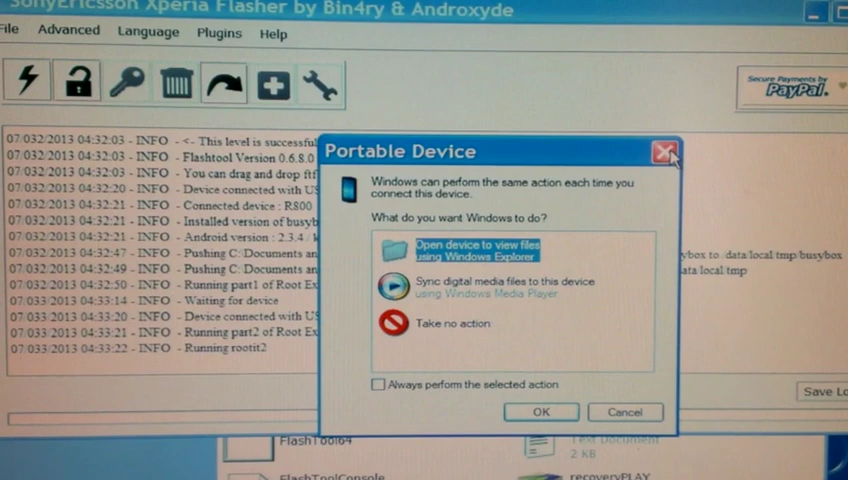 SonyEricsson Xperia Flasher by Bin4ry & Androxyde
File Advanced Language Plugins Help
Secure Payments by
PayPal.
07/032/2013 04:32:03 - INFO - <- This level is successful
07/032/2013 04:32:03 - INFO - Flashtool Version 0.6.8.0
07/032/2013 04:32:03 - INFO - You can drag and drop ftf
07/032/2013 04:32:20 - INFO - Device connected with US
07/032/2013 04:32:21 - INFO - Connected device : R800
07/032/2013 04:32:21 - INFO - Installed version of busyb
07/032/2013 04:32:21 - INFO - Android version : 2.3.4 / k
07/032/2013 04:32:47 - INFO - Pushing C:\Documents an
ybox to /data/local/tmp/busybox
07/032/2013 04:32:49 - INFO - Pushing C:\Documents an
ata/local/tmp
07/032/2013 04:32:50 - INFO - Running part1 of Root Ex
07/033/2013 04:33:14 - INFO - Waiting for device
07/033/2013 04:33:20 - INFO - Device connected with US
07/033/2013 04:33:21 - INFO - Running part2 of Root Ex
07/033/2013 04:33:22 - INFO - Running rootit2
Portable Device
Windows can perform the same action each time you
connect this device.
What do you want Windows to do?
Open device to view files
using Windows Explorer
Sync digital media files to this device
using Windows Media Player
Take no action
Always perform the selected action
OK Cancel
Save Lo
FlashTool64
Text Document
2 KB
FlashToolConsole
recoveryPLAY